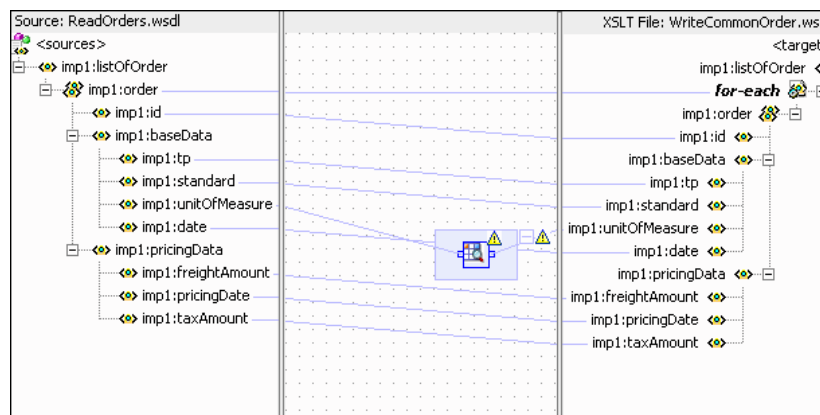 Source: ReadOrders.wsdl
<sources>
imp1:listOfOrder
imp1:order
imp1:id
imp1:baseData
imp1:tp
imp1:standard
imp1:unitOfMeasure
imp1:date
imp1:pricingData
imp1:freightAmount
imp1:pricingDate
imp1:taxAmount
XSLT File: WriteCommonOrder.ws
<target
imp1:listOfOrder
for-each
imp1:order
imp1:id
imp1:baseData
imp1:tp
imp1:standard
imp1:unitOfMeasure
imp1:date
imp1:pricingData
imp1:freightAmount
imp1:pricingDate
imp1:taxAmount